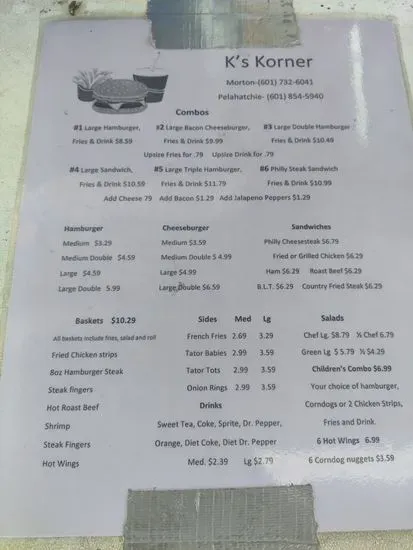 K's Korner
Morton-(601) 732-6041
Pelahatchie- (601) 854-5940
Combos
#1 Large Hamburger, #2 Large Bacon Cheeseburger, #3 Large Double Hamburger
Fries & Drink $8.59 Fries & Drink $9.99 Fries & Drink $10.49
Upsize Fries for .79 Upsize Drink for .79
#4 Large Sandwich, #5 Large Triple Hamburger, #6 Philly Steak Sandwich
Fries & Drink $10.59 Fries & Drink $11.79 Fries & Drink $10.99
Add Cheese 79 Add Bacon $1.29 Add Jalapeno Peppers $1.29
Hamburger Cheeseburger Sandwiches
Medium $3.29 Medium $3.59 Philly Cheesesteak $6.79
Medium Double $4.59 Medium Double $ 4.99 Fried or Grilled Chicken $6.29
Large $4.59 Large $4.99 Ham $6.29 Roast Beef $6.29
Large Double 5.99 Large Double $6.59 B.L.T. $6.29 Country Fried Steak $6.29
Baskets $10.29 Sides Med Lg Salads
All baskets include fries, salad and roll French Fries 2.69 3.29 Chef Lg. $8.79 ½ Chef 6.79
Fried Chicken strips Tator Babies 2.99 3.59 Green Lg $ 5.79 ½ $4.29
8oz Hamburger Steak Tator Tots 2.99 3.59 Children's Combo $6.99
Steak fingers Onion Rings 2.99 3.59 Your choice of hamburger,
Hot Roast Beef Drinks Corndogs or 2 Chicken Strips,
Shrimp Sweet Tea, Coke, Sprite, Dr. Pepper, Fries and Drink.
Steak Fingers Orange, Diet Coke, Diet Dr. Pepper 6 Hot Wings 6.99
Hot Wings Med. $2.39 Lg $2.79 6 Corndog nuggets $3.59